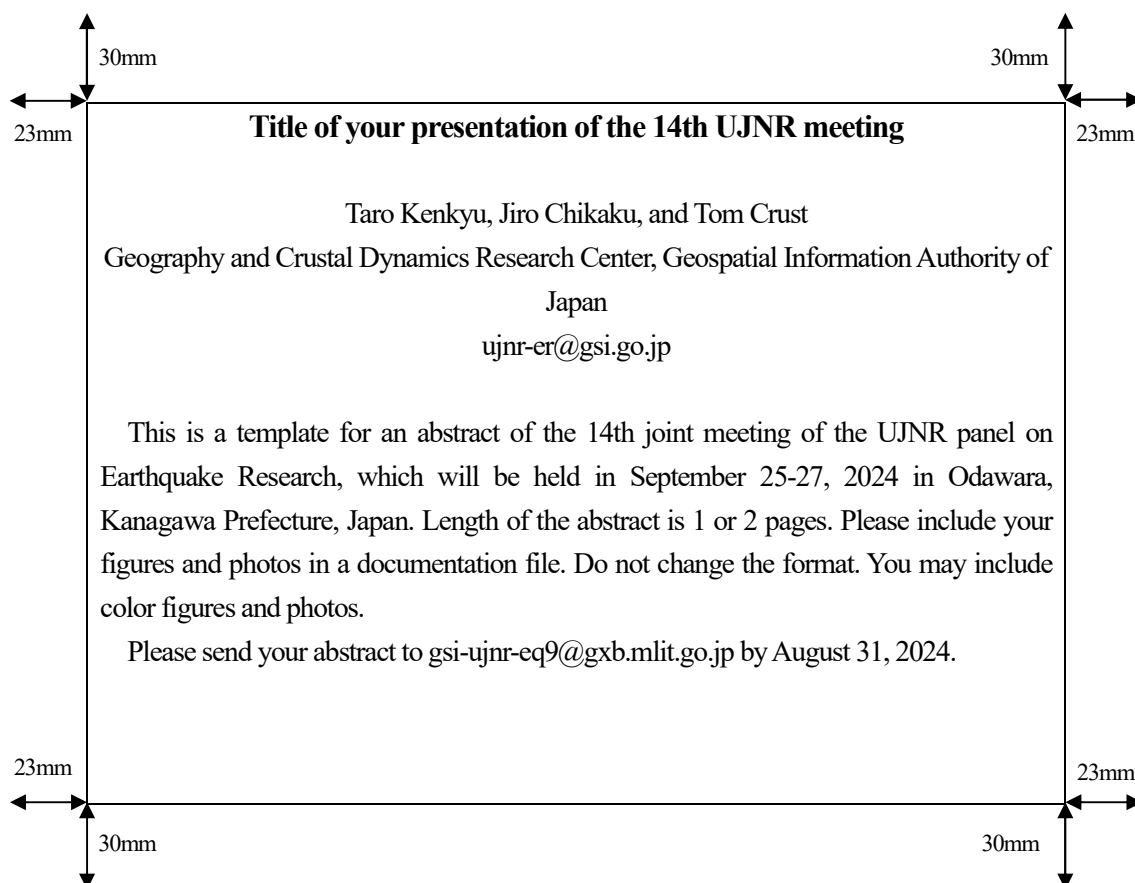 30mm
30mm
23mm
23mm
Title of your presentation of the 14th UJNR meeting
Taro Kenkyu, Jiro Chikaku, and Tom Crust
Geography and Crustal Dynamics Research Center, Geospatial Information Authority of
Japan
ujnr-er@gsi.go.jp
This is a template for an abstract of the 14th joint meeting of the UJNR panel on
Earthquake Research, which will be held in September 25-27, 2024 in Odawara,
Kanagawa Prefecture, Japan. Length of the abstract is 1 or 2 pages. Please include your
figures and photos in a documentation file. Do not change the format. You may include
color figures and photos.
Please send your abstract to gsi-ujnr-eq9@gxb.mlit.go.jp by August 31, 2024.
23mm
23mm
30mm
30mm